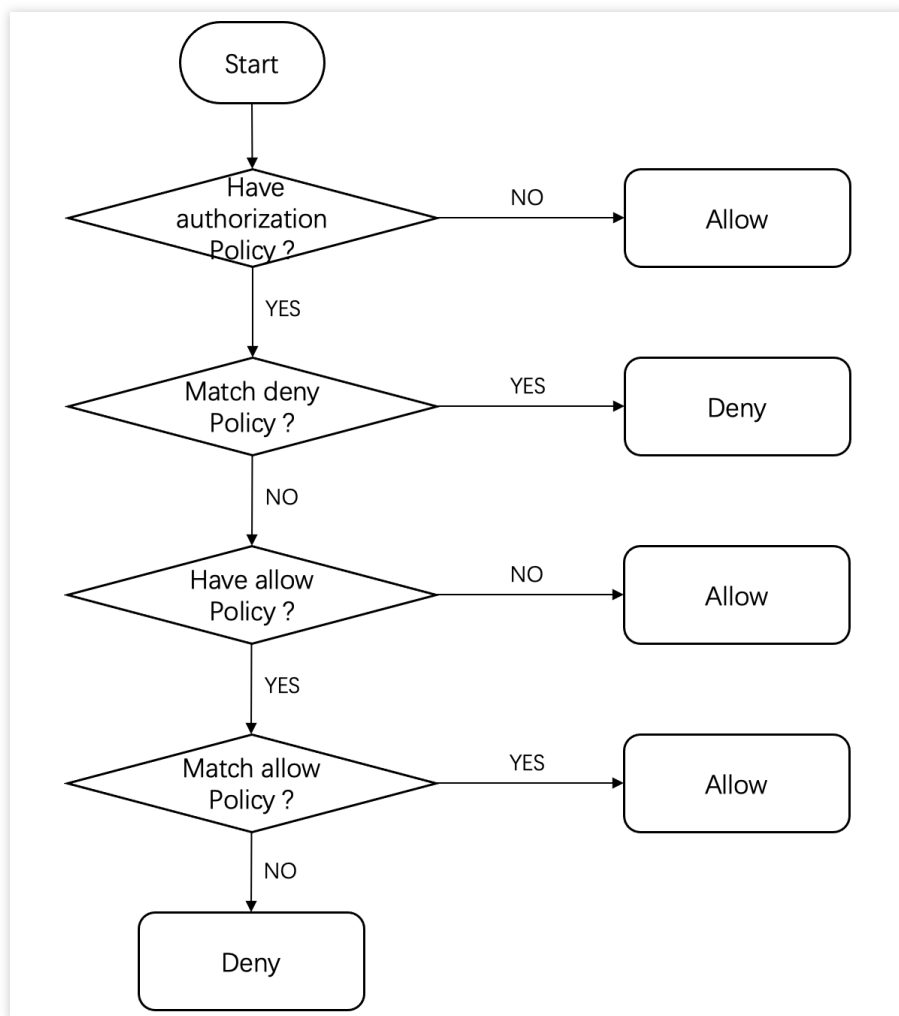 Start
Have
authorization
Policy ?
NO
Allow
YES
Match deny
Policy ?
YES
Deny
NO
Have allow
Policy ?
NO
Allow
YES
Match allow
Policy ?
YES
Allow
NO
Deny